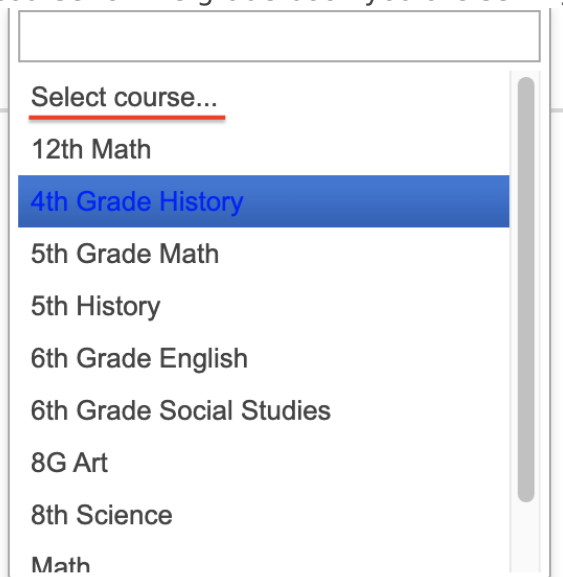 Select course...
12th Math
4th Grade History
5th Grade Math
5th History
6th Grade English
6th Grade Social Studies
8G Art
8th Science
Math